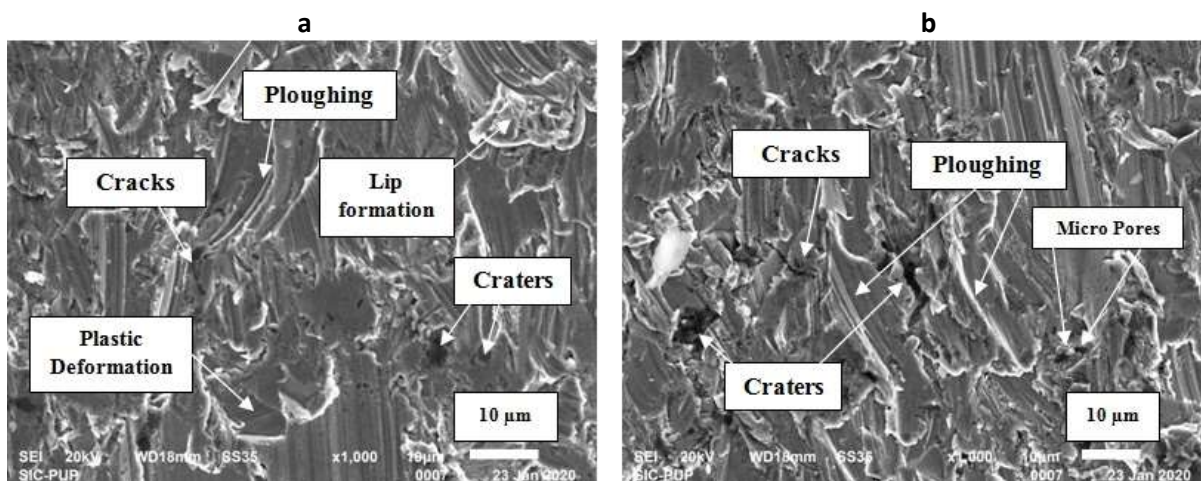 a
Ploughing
Cracks
Lip
formation
Craters
Plastic
Deformation
10 µm
SEI 20kV WD18mm SS35 x1,000 10µm
SIC-PUP 0007 23 Jan 2020
b
Cracks
Ploughing
Micro Pores
Craters
10 µm
SEI 20kV WD18mm SS35 x1,000 10µm
SIC-PUP 0007 23 Jan 2020